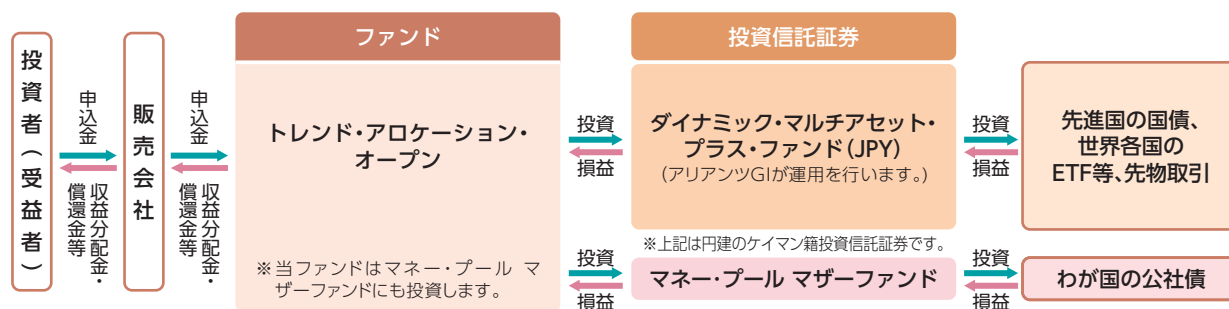 投資者（受益者）
申込金
収益分配金・
償還金等
販売会社
申込金
収益分配金・
償還金等
ファンド
トレンド・アロケーション・
オープン
※当ファンドはマネー・プール マ
ザーファンドにも投資します。
投資
損益
投資
損益
投資信託証券
ダイナミック・マルチアセット・
プラス・ファンド(JPY)
(アリアンツGIが運用を行います。)
※上記は円建のケイマン籍投資信託証券です。
マネー・プール マザーファンド
投資
損益
投資
損益
先進国の国債、
世界各国の
ETF等、先物取引
わが国の公社債